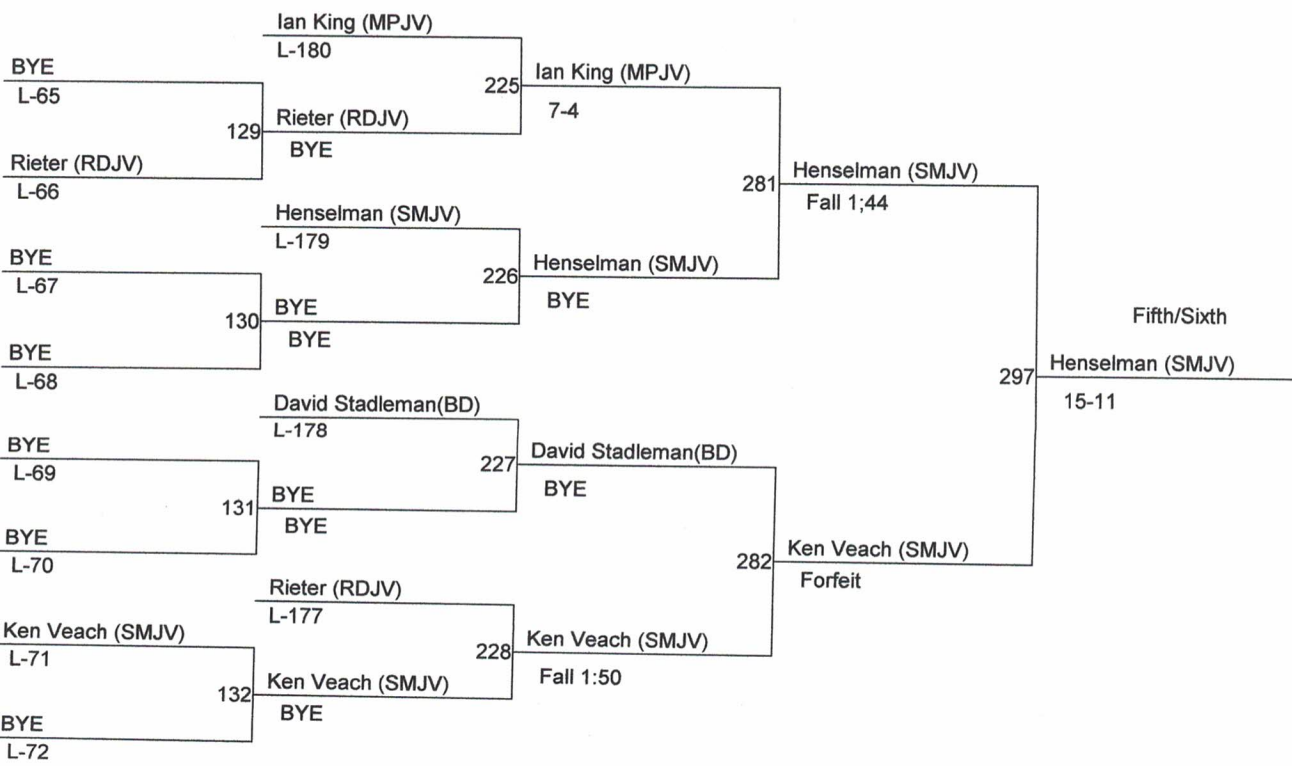 Ian King (MPJV)
L-180
BYE
L-65
225
Ian King (MPJV)
7-4
129
Rieter (RDJV)
BYE
Rieter (RDJV)
L-66
281
Henselman (SMJV)
Fall 1;44
Henselman (SMJV)
L-179
BYE
L-67
226
Henselman (SMJV)
BYE
130
BYE
BYE
BYE
L-68
Fifth/Sixth
297
Henselman (SMJV)
15-11
David Stadleman(BD)
L-178
BYE
L-69
227
David Stadleman(BD)
BYE
131
BYE
BYE
BYE
L-70
282
Ken Veach (SMJV)
Forfeit
Rieter (RDJV)
L-177
Ken Veach (SMJV)
L-71
228
Ken Veach (SMJV)
Fall 1:50
132
Ken Veach (SMJV)
BYE
BYE
L-72